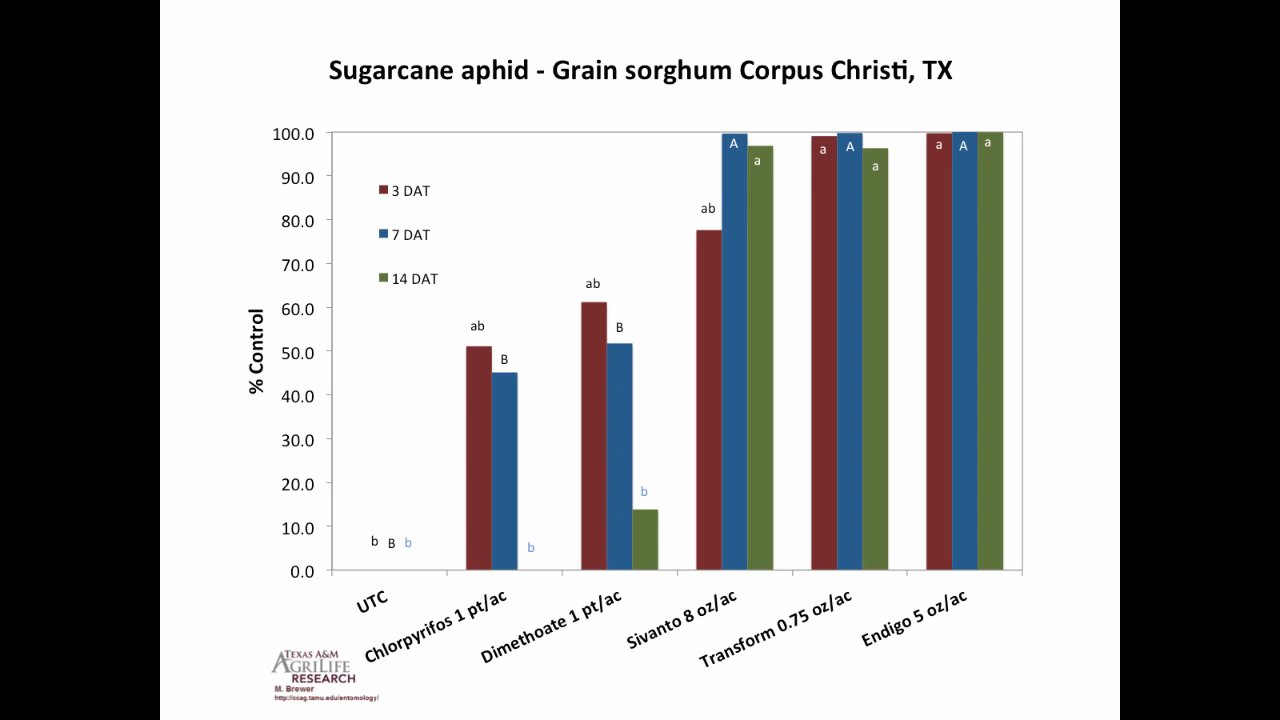 Sugarcane aphid - Grain sorghum Corpus Christi, TX
% Control
100.0
90.0
80.0
70.0
60.0
50.0
40.0
30.0
20.0
10.0
0.0
3 DAT
7 DAT
14 DAT
b B b
ab B b
ab B b
ab A a
a A a
a A a
UTC
Chlorpyrifos 1 pt/ac
Dimethoate 1 pt/ac
Sivanto 8 oz/ac
Transform 0.75 oz/ac
Endigo 5 oz/ac
TEXAS A&M
AGRILIFE
RESEARCH
M. Brewer
http://ccag.tamu.edu/entomology/